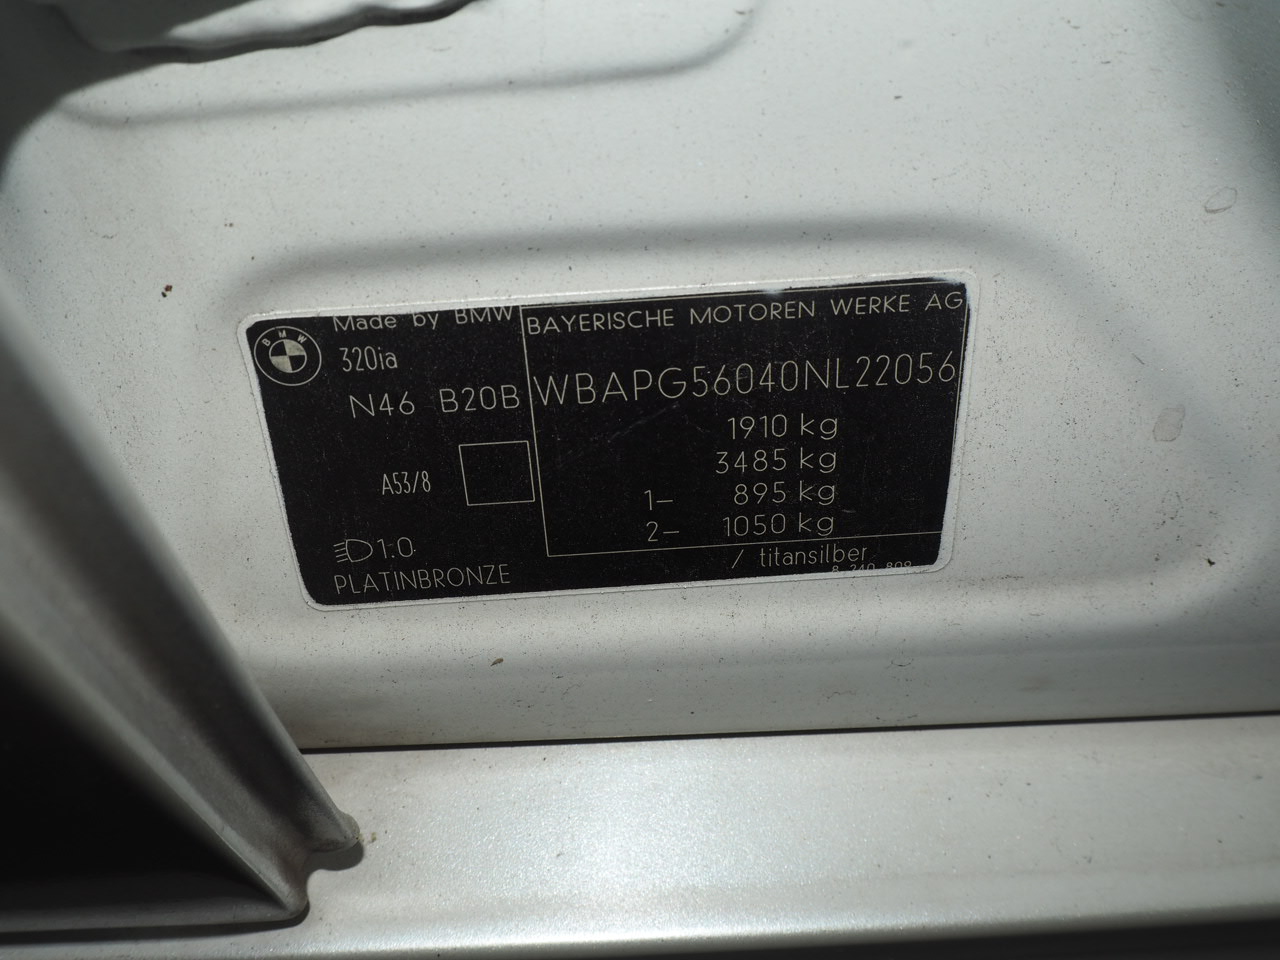 BMW
Made by BMW
320ia
N46 B20B
A53/8
1:0
PLATINBRONZE
BAYERISCHE MOTOREN WERKE AG
WBAPG56040NL22056
1910 kg
3485 kg
1– 895 kg
2– 1050 kg
/ titansilber